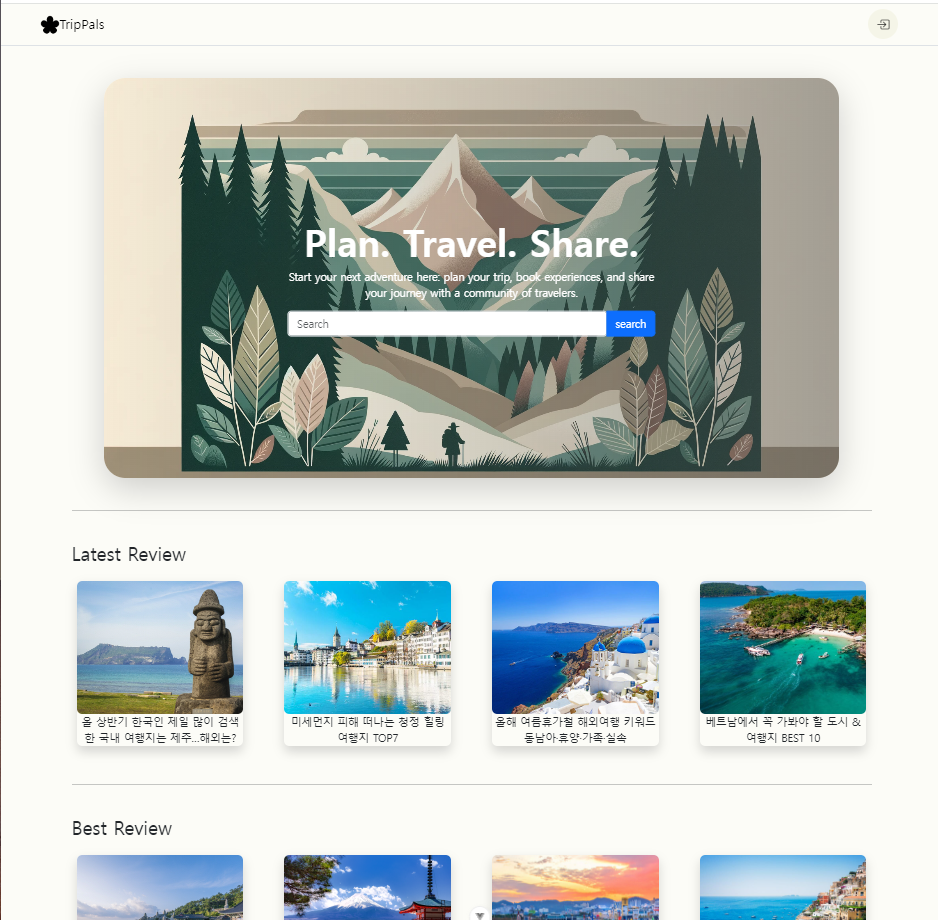 TripPals
Plan. Travel. Share.
Start your next adventure here: plan your trip, book experiences, and share
your journey with a community of travelers.
Search
search
Latest Review
올 상반기 한국인 제일 많이 검색
한 국내 여행지는 제주...해외는?
미세먼지 피해 떠나는 청정 힐링
여행지 TOP7
올해 여름휴가철 해외여행 키워드
동남아·휴양·가족·실속
베트남에서 꼭 가봐야 할 도시 &
여행지 BEST 10
Best Review